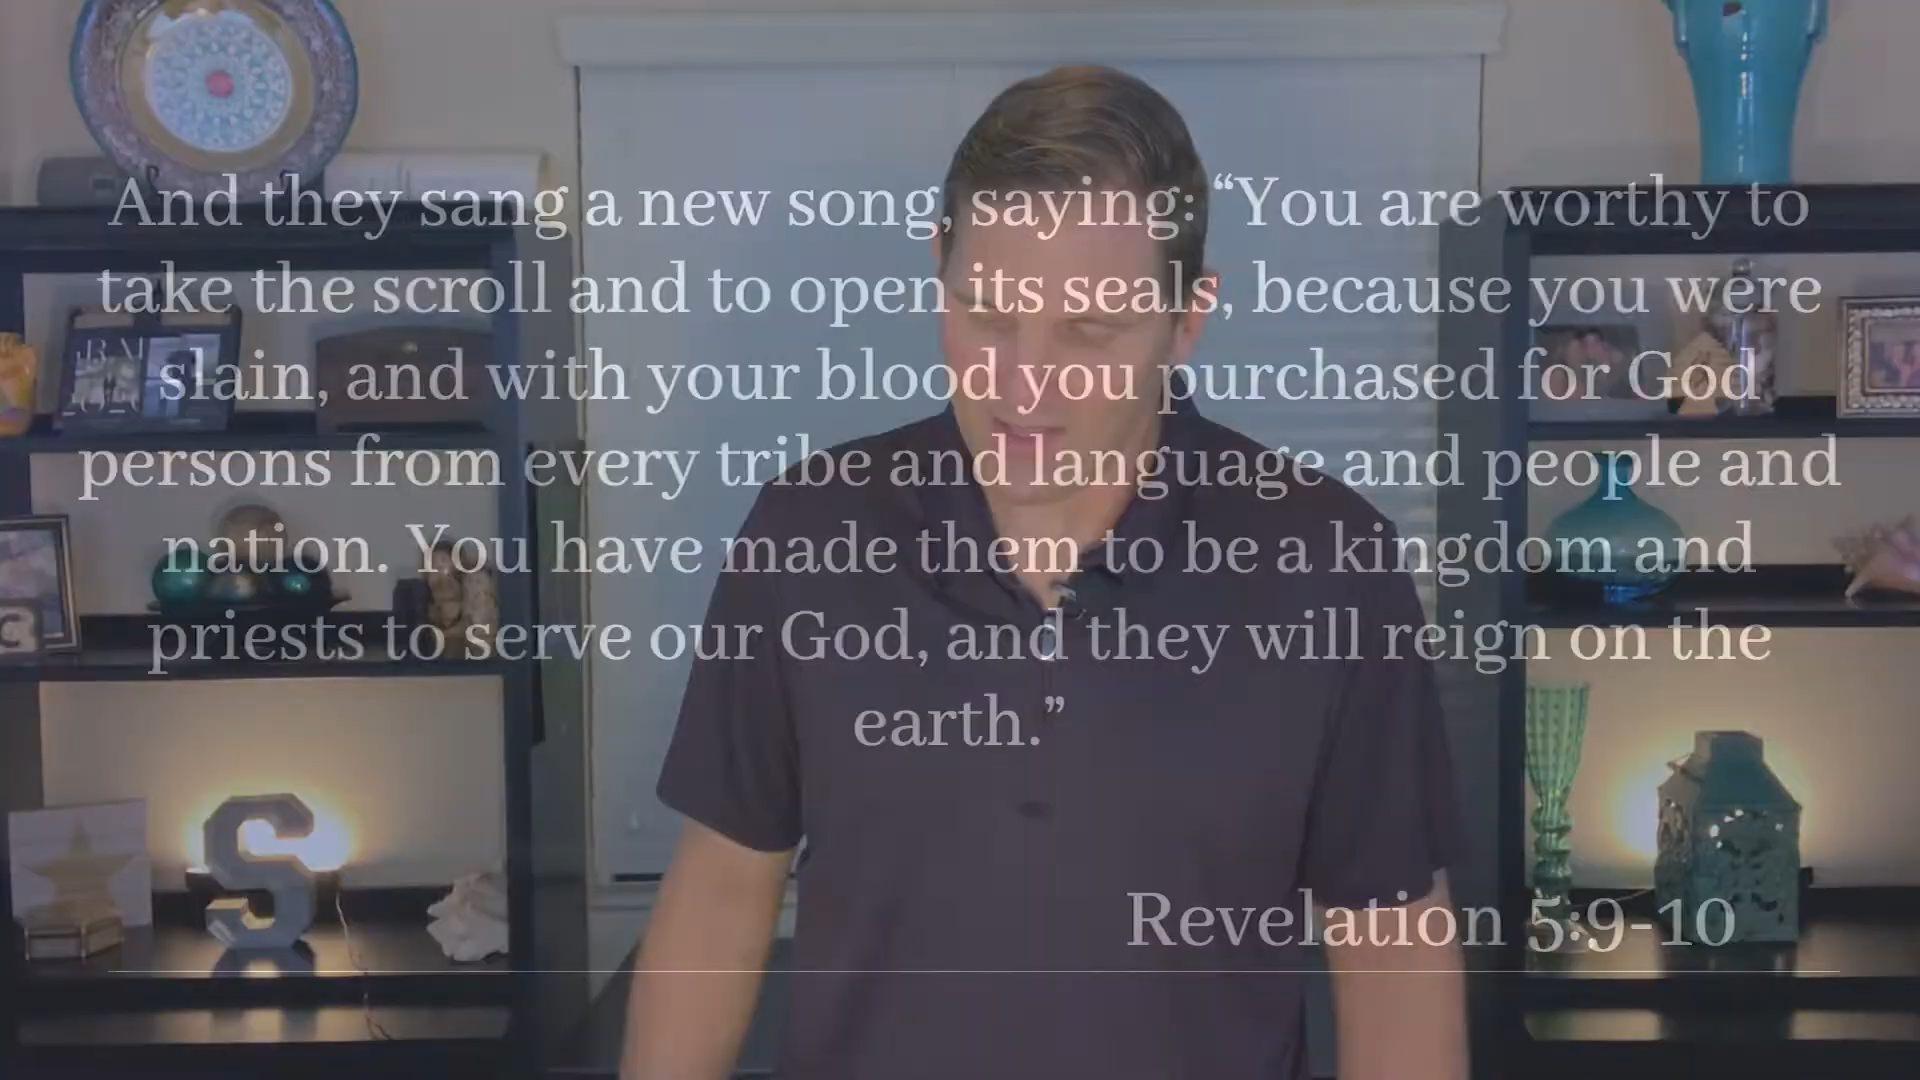 And they sang a new song, saying: “You are worthy to
take the scroll and to open its seals, because you were
slain, and with your blood you purchased for God
persons from every tribe and language and people and
nation. You have made them to be a kingdom and
priests to serve our God, and they will reign on the
earth.”
Revelation 5:9-10
S